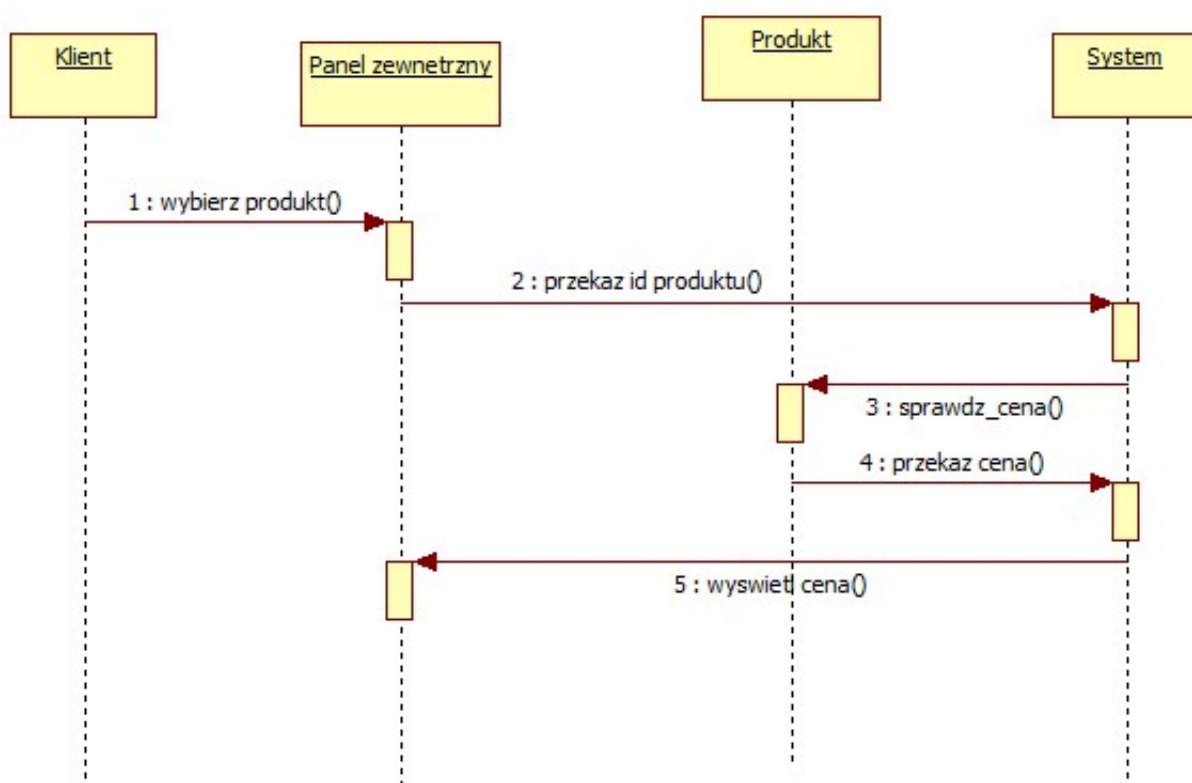 Klient
Panel zewnetrzny
Produkt
System
1 : wybierz produkt()
2 : przekaz id produktu()
3 : sprawdz_cena()
4 : przekaz cena()
5 : wyswietl cena()